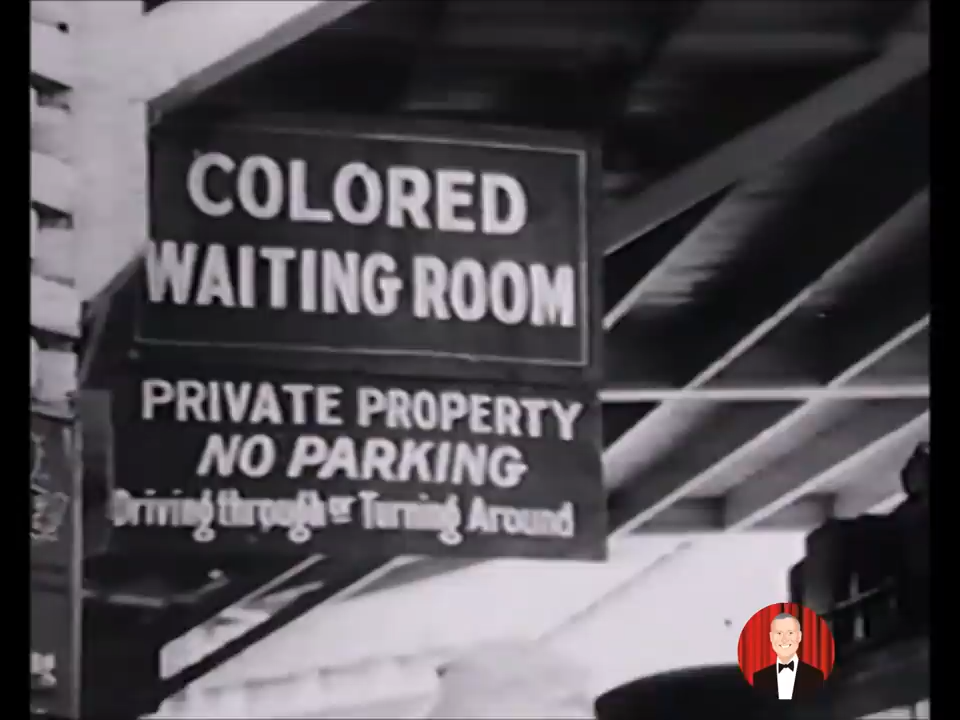 COLORED
WAITING ROOM
PRIVATE PROPERTY
NO PARKING
Driving through or Turning Around